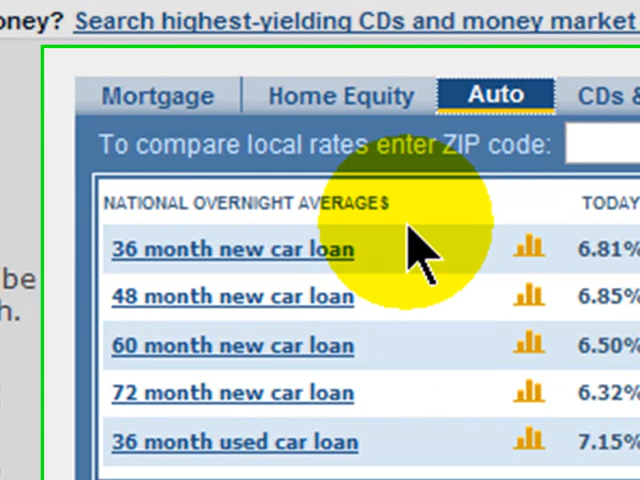 oney? Search highest-yielding CDs and money market
Mortgage Home Equity Auto CDs &
To compare local rates enter ZIP code:
NATIONAL OVERNIGHT AVERAGES TODAY
36 month new car loan 6.81%
48 month new car loan 6.85%
be
60 month new car loan 6.50%
h.
72 month new car loan 6.32%
36 month used car loan 7.15%